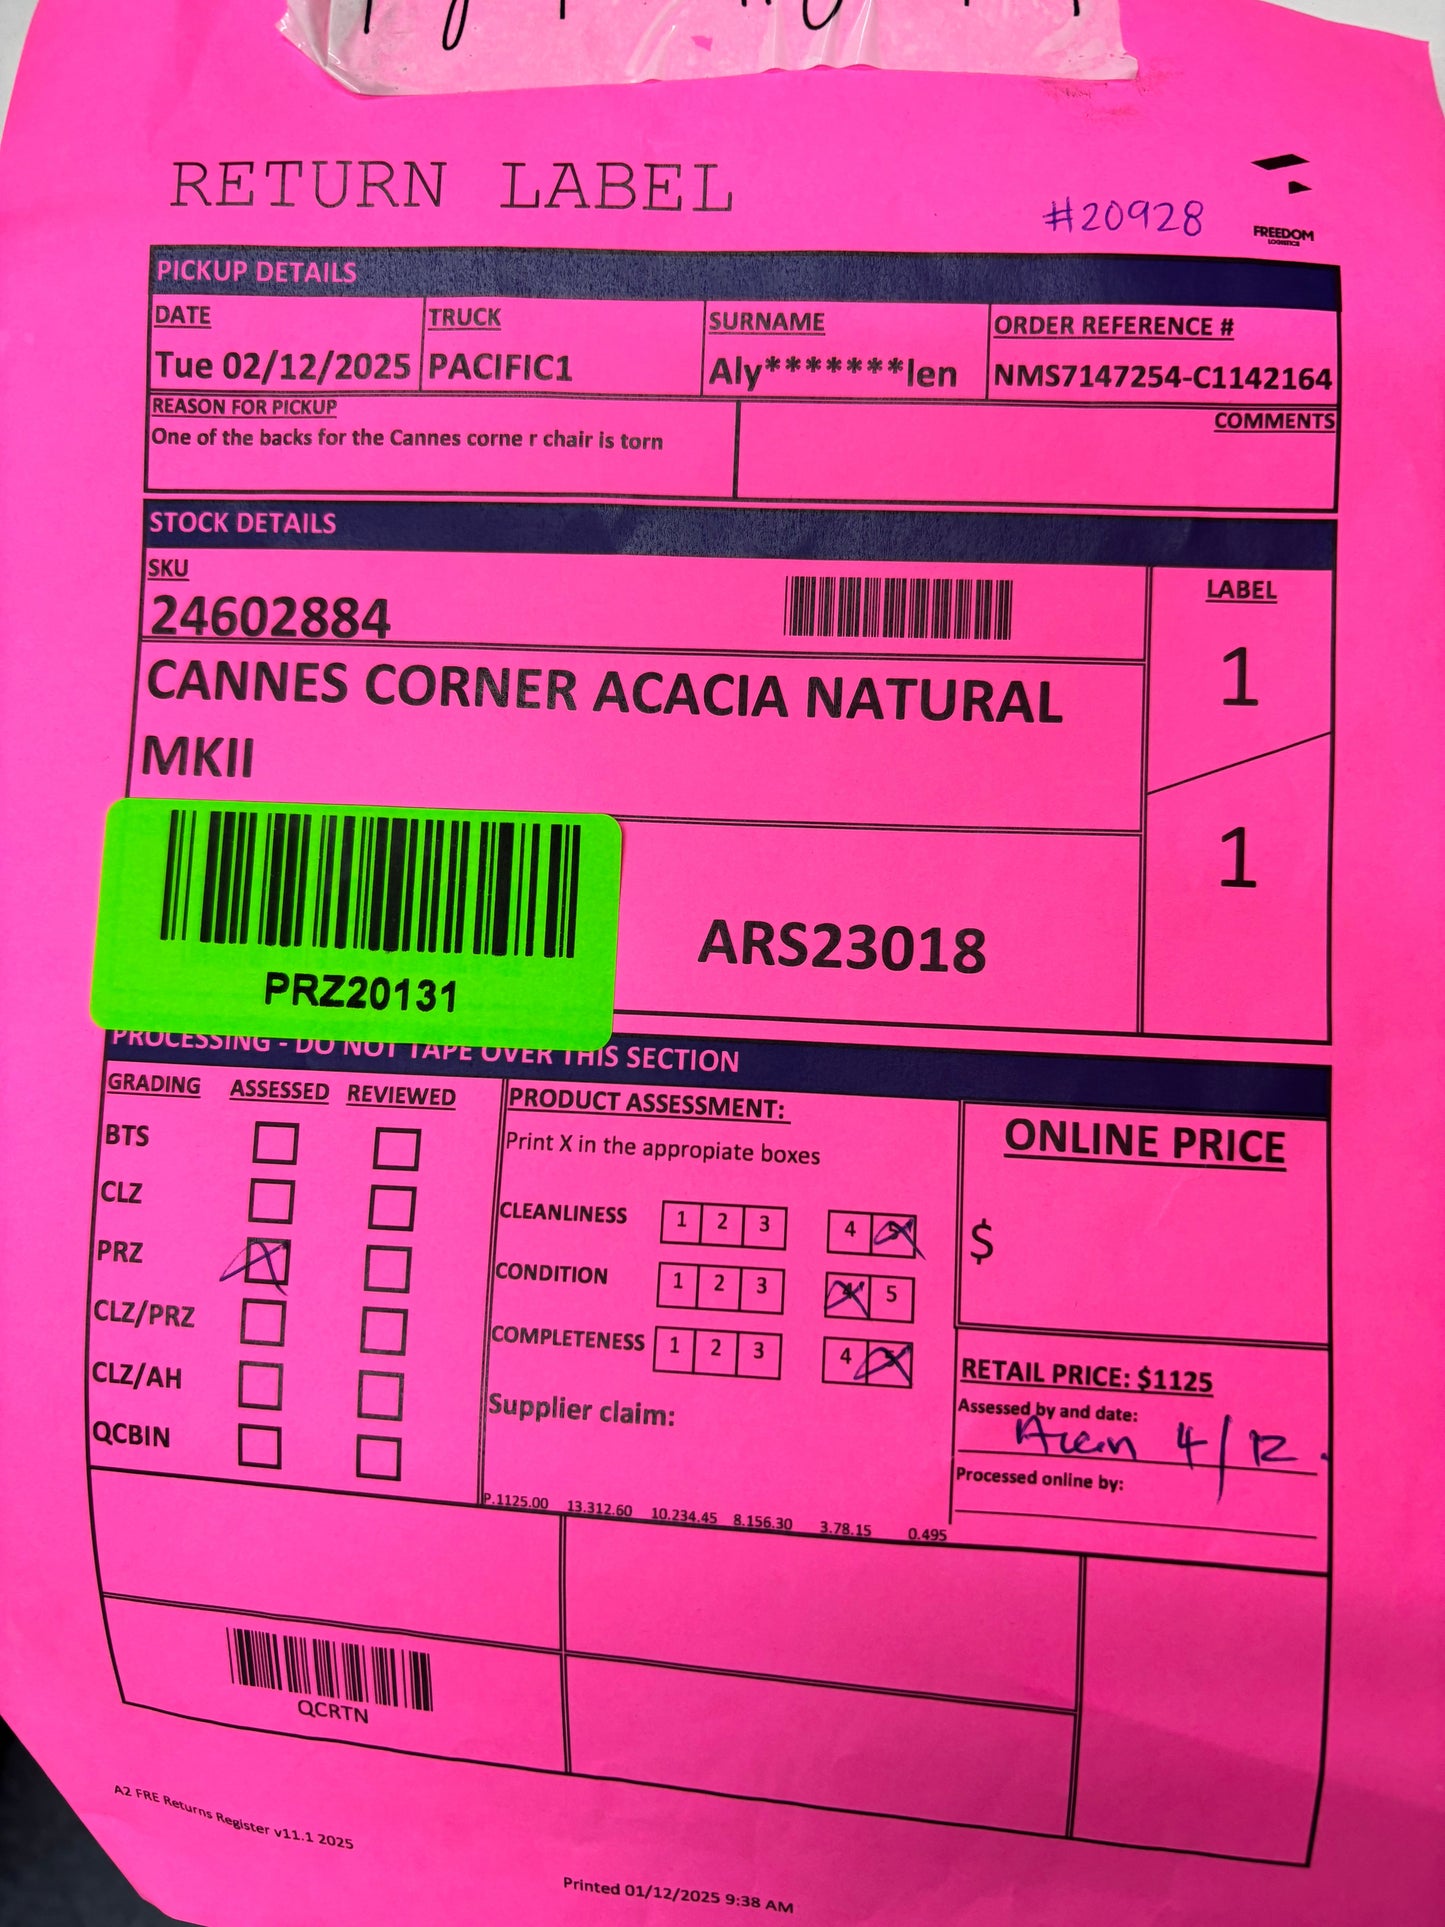 RETURN LABEL
#20928
FREEDOM
LOGISTICS
PICKUP DETAILS
DATE TRUCK SURNAME ORDER REFERENCE #
Tue 02/12/2025 PACIFIC1 Aly*******len NMS7147254-C1142164
REASON FOR PICKUP COMMENTS
One of the backs for the Cannes corne r chair is torn
STOCK DETAILS
SKU LABEL
24602884
CANNES CORNER ACACIA NATURAL
MKII
1
1
ARS23018
PRZ20131
PROCESSING - DO NOT TAPE OVER THIS SECTION
GRADING ASSESSED REVIEWED
BTS
CLZ
PRZ X
CLZ/PRZ
CLZ/AH
QCBIN
PRODUCT ASSESSMENT:
Print X in the appropiate boxes
CLEANLINESS 1 2 3 4 5
CONDITION 1 2 3 4 5
COMPLETENESS 1 2 3 4 5
Supplier claim:
P.1125.00 13.312.60 10.234.45 8.156.30 3.78.15 0.495
ONLINE PRICE
$
RETAIL PRICE: $1125
Assessed by and date:
4/12.
Processed online by:
QCRTN
A2 FRE Returns Register v11.1 2025
Printed 01/12/2025 9:38 AM